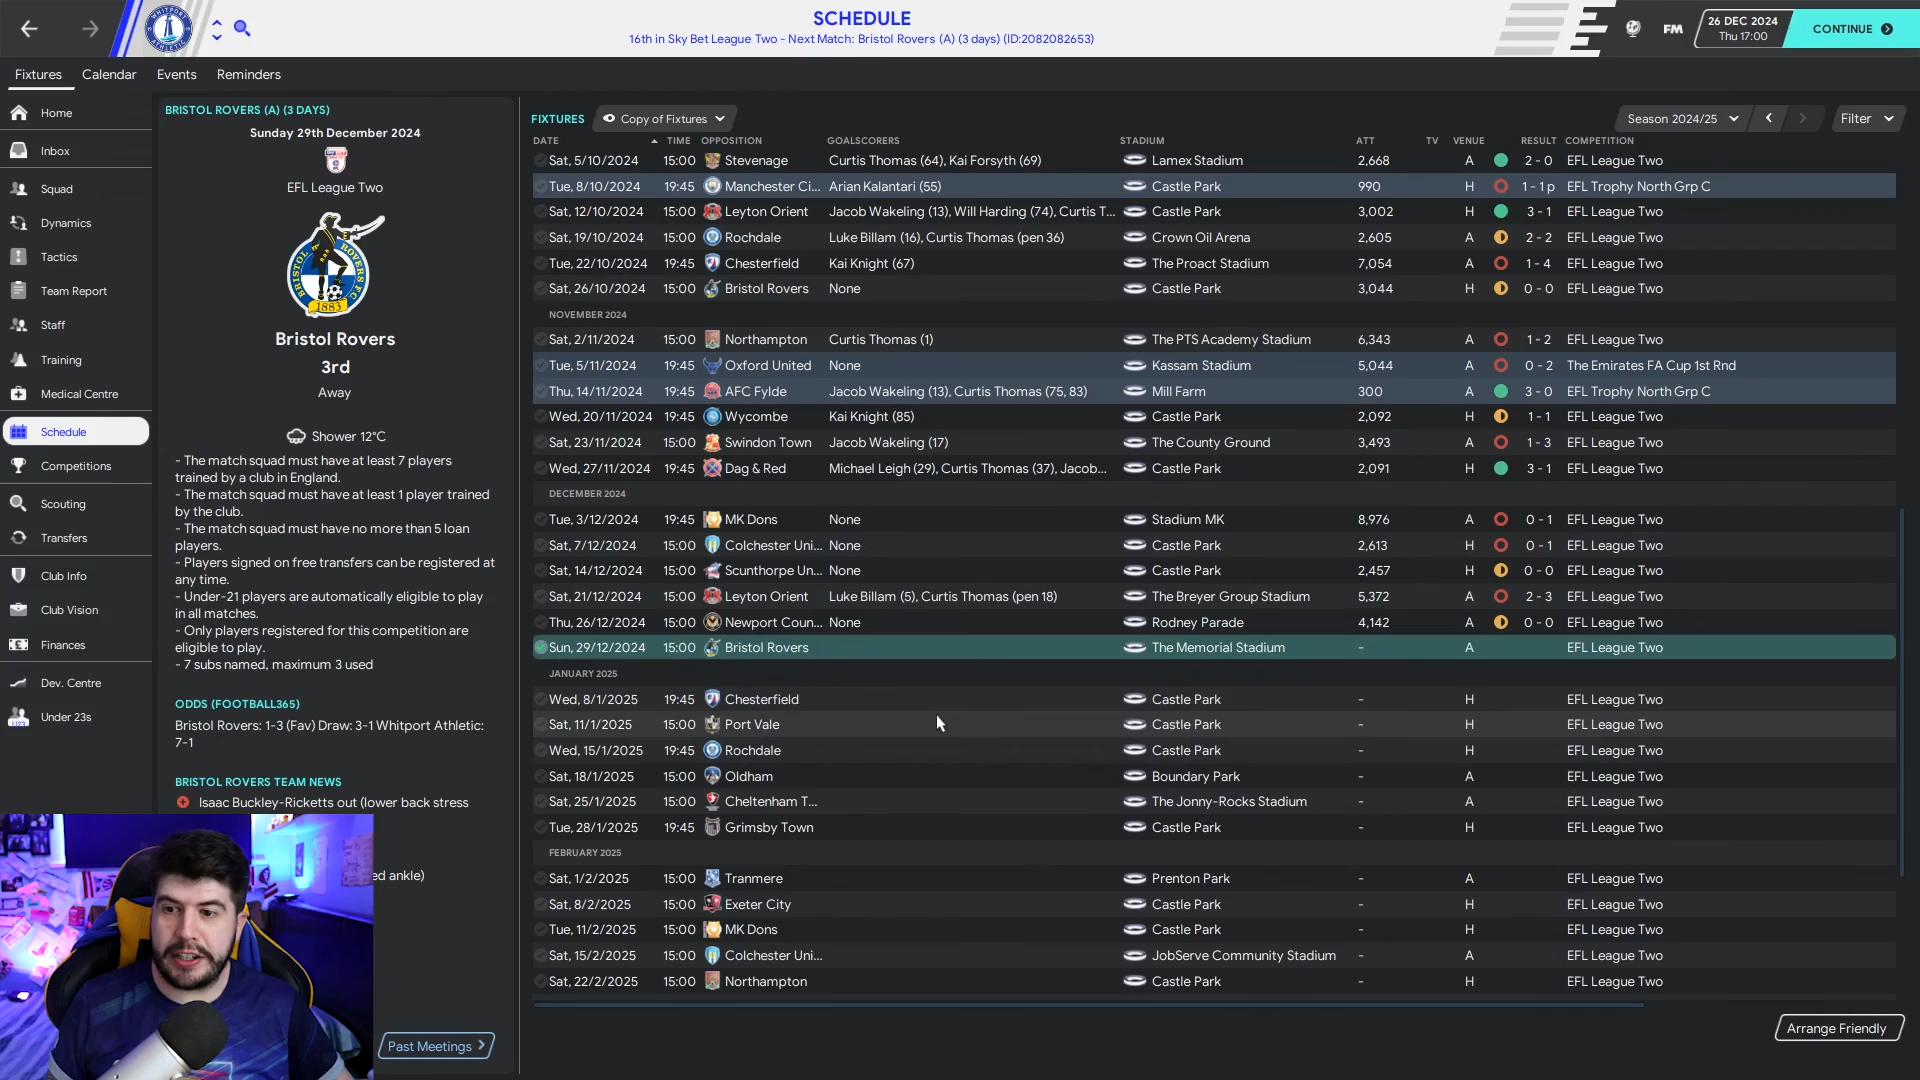 SCHEDULE
16th in Sky Bet League Two - Next Match: Bristol Rovers (A) (3 days) (ID:2082082653)
FM
26 DEC 2024
Thu 17:00
CONTINUE
Fixtures Calendar Events Reminders
Home
Inbox
Squad
Dynamics
Tactics
Team Report
Staff
Training
Medical Centre
Schedule
Competitions
Scouting
Transfers
Club Info
Club Vision
Finances
Dev. Centre
Under 23s
BRISTOL ROVERS (A) (3 DAYS)
Sunday 29th December 2024
EFL League Two
BRISTOL ROVERS F.C.
1883
Bristol Rovers
3rd
Away
Shower 12°C
- The match squad must have at least 7 players
trained by a club in England.
- The match squad must have at least 1 player trained
by the club.
- The match squad must have no more than 5 loan
players.
- Players signed on free transfers can be registered at
any time.
- Under-21 players are automatically eligible to play
in all matches.
- Only players registered for this competition are
eligible to play.
- 7 subs named, maximum 3 used
ODDS (FOOTBALL365)
Bristol Rovers: 1-3 (Fav) Draw: 3-1 Whitport Athletic:
7-1
BRISTOL ROVERS TEAM NEWS
Isaac Buckley-Ricketts out (lower back stress
ed ankle)
Past Meetings
FIXTURES Copy of Fixtures Season 2024/25 Filter
DATE TIME OPPOSITION GOALSCORERS STADIUM ATT TV VENUE RESULT COMPETITION
Sat, 5/10/2024 15:00 Stevenage Curtis Thomas (64), Kai Forsyth (69) Lamex Stadium 2,668 A 2 - 0 EFL League Two
Tue, 8/10/2024 19:45 Manchester Ci... Arian Kalantari (55) Castle Park 990 H 1 - 1 p EFL Trophy North Grp C
Sat, 12/10/2024 15:00 Leyton Orient Jacob Wakeling (13), Will Harding (74), Curtis T... Castle Park 3,002 H 3 - 1 EFL League Two
Sat, 19/10/2024 15:00 Rochdale Luke Billam (16), Curtis Thomas (pen 36) Crown Oil Arena 2,605 A 2 - 2 EFL League Two
Tue, 22/10/2024 19:45 Chesterfield Kai Knight (67) The Proact Stadium 7,054 A 1 - 4 EFL League Two
Sat, 26/10/2024 15:00 Bristol Rovers None Castle Park 3,044 H 0 - 0 EFL League Two
NOVEMBER 2024
Sat, 2/11/2024 15:00 Northampton Curtis Thomas (1) The PTS Academy Stadium 6,343 A 1 - 2 EFL League Two
Tue, 5/11/2024 19:45 Oxford United None Kassam Stadium 5,044 A 0 - 2 The Emirates FA Cup 1st Rnd
Thu, 14/11/2024 19:45 AFC Fylde Jacob Wakeling (13), Curtis Thomas (75, 83) Mill Farm 300 A 3 - 0 EFL Trophy North Grp C
Wed, 20/11/2024 19:45 Wycombe Kai Knight (85) Castle Park 2,092 H 1 - 1 EFL League Two
Sat, 23/11/2024 15:00 Swindon Town Jacob Wakeling (17) The County Ground 3,493 A 1 - 3 EFL League Two
Wed, 27/11/2024 19:45 Dag & Red Michael Leigh (29), Curtis Thomas (37), Jacob... Castle Park 2,091 H 3 - 1 EFL League Two
DECEMBER 2024
Tue, 3/12/2024 19:45 MK Dons None Stadium MK 8,976 A 0 - 1 EFL League Two
Sat, 7/12/2024 15:00 Colchester Uni... None Castle Park 2,613 H 0 - 1 EFL League Two
Sat, 14/12/2024 15:00 Scunthorpe Un... None Castle Park 2,457 H 0 - 0 EFL League Two
Sat, 21/12/2024 15:00 Leyton Orient Luke Billam (5), Curtis Thomas (pen 18) The Breyer Group Stadium 5,372 A 2 - 3 EFL League Two
Thu, 26/12/2024 15:00 Newport Coun... None Rodney Parade 4,142 A 0 - 0 EFL League Two
Sun, 29/12/2024 15:00 Bristol Rovers The Memorial Stadium - A EFL League Two
JANUARY 2025
Wed, 8/1/2025 19:45 Chesterfield Castle Park - H EFL League Two
Sat, 11/1/2025 15:00 Port Vale Castle Park - H EFL League Two
Wed, 15/1/2025 19:45 Rochdale Castle Park - H EFL League Two
Sat, 18/1/2025 15:00 Oldham Boundary Park - A EFL League Two
Sat, 25/1/2025 15:00 Cheltenham T... The Jonny-Rocks Stadium - A EFL League Two
Tue, 28/1/2025 19:45 Grimsby Town Castle Park - H EFL League Two
FEBRUARY 2025
Sat, 1/2/2025 15:00 Tranmere Prenton Park - A EFL League Two
Sat, 8/2/2025 15:00 Exeter City Castle Park - H EFL League Two
Tue, 11/2/2025 19:45 MK Dons Castle Park - H EFL League Two
Sat, 15/2/2025 15:00 Colchester Uni... JobServe Community Stadium - A EFL League Two
Sat, 22/2/2025 15:00 Northampton Castle Park - H EFL League Two
Arrange Friendly